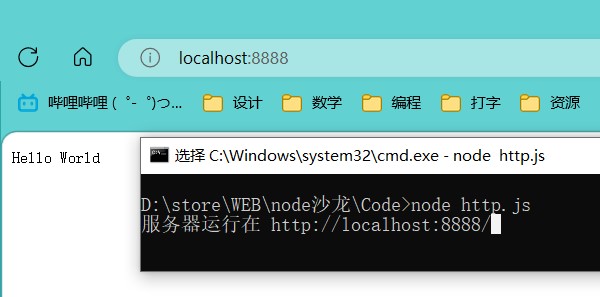 localhost:8888
哔哩哔哩 (゜-゜)つ... 设计 数学 编程 打字 资源
Hello World
选择 C:\Windows\system32\cmd.exe - node  http.js
D:\store\WEB\node沙龙\Code>node http.js
服务器运行在 http://localhost:8888/